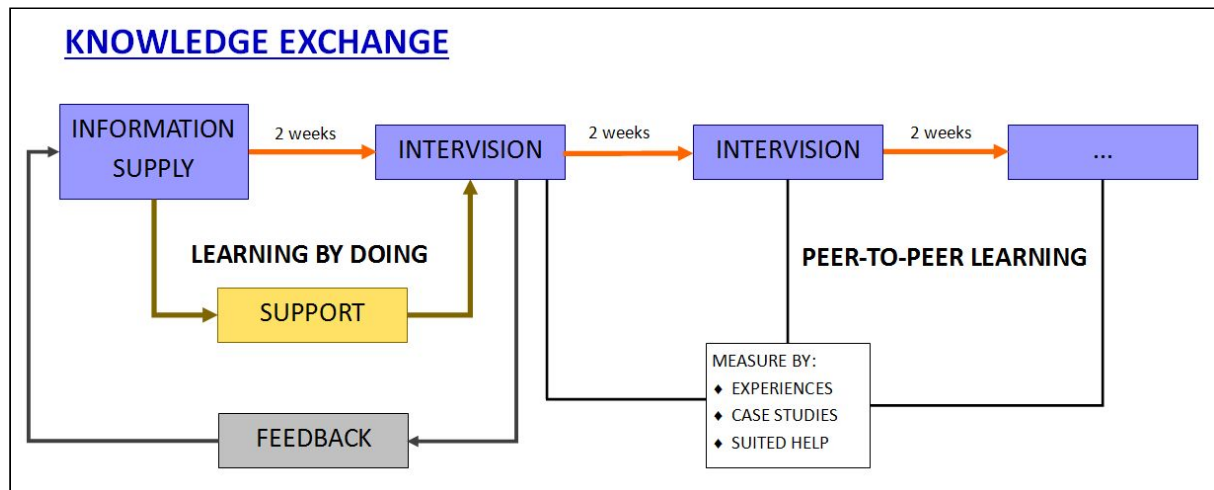 KNOWLEDGE EXCHANGE
INFORMATION
SUPPLY
2 weeks
INTERVISION
2 weeks
INTERVISION
2 weeks
...
LEARNING BY DOING
PEER-TO-PEER LEARNING
SUPPORT
MEASURE BY:
♦ EXPERIENCES
♦ CASE STUDIES
♦ SUITED HELP
FEEDBACK